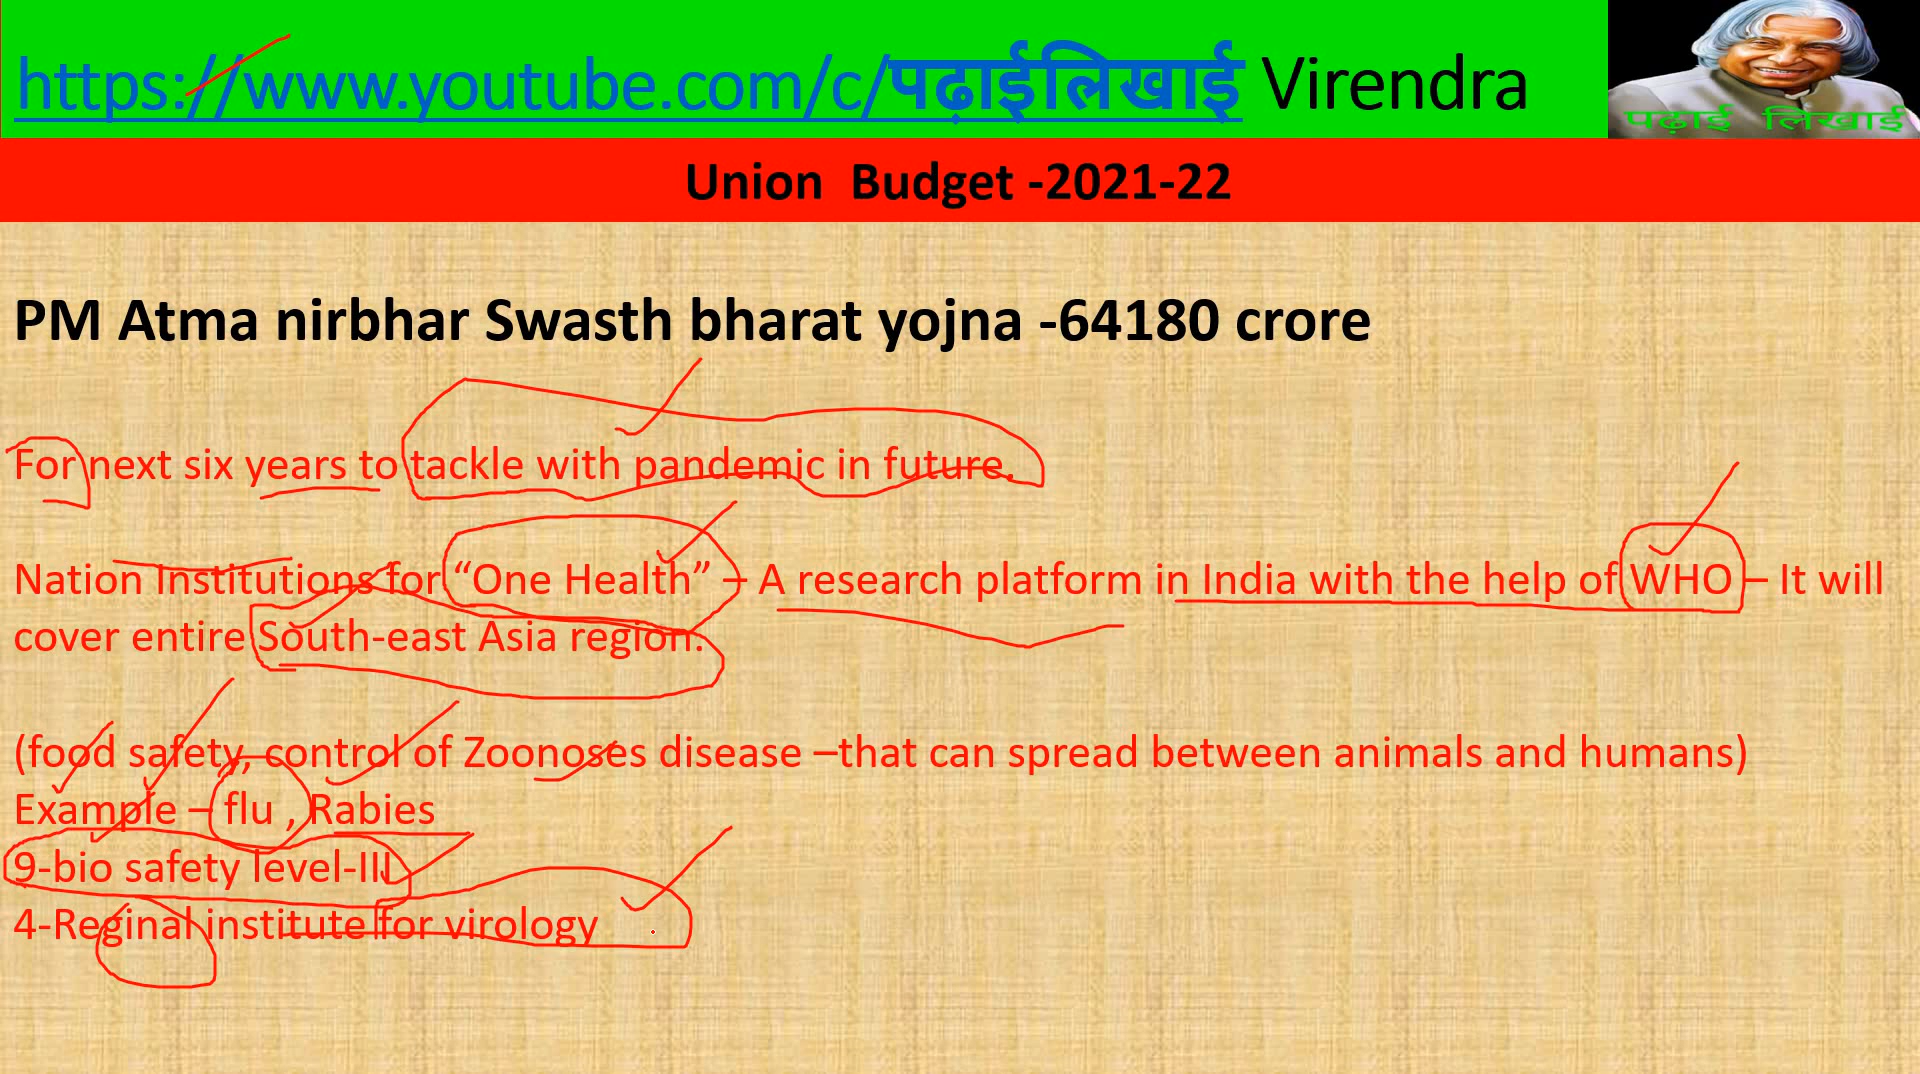 https://www.youtube.com/c/पढ़ाईलिखाई Virendra
पढ़ाई लिखाई
Union Budget -2021-22
PM Atma nirbhar Swasth bharat yojna -64180 crore
For next six years to tackle with pandemic in future.
Nation Institutions for “One Health” – A research platform in India with the help of WHO – It will
cover entire South-east Asia region.
(food safety, control of Zoonoses disease –that can spread between animals and humans)
Example – flu , Rabies
9-bio safety level-III
4-Reginal institute for virology